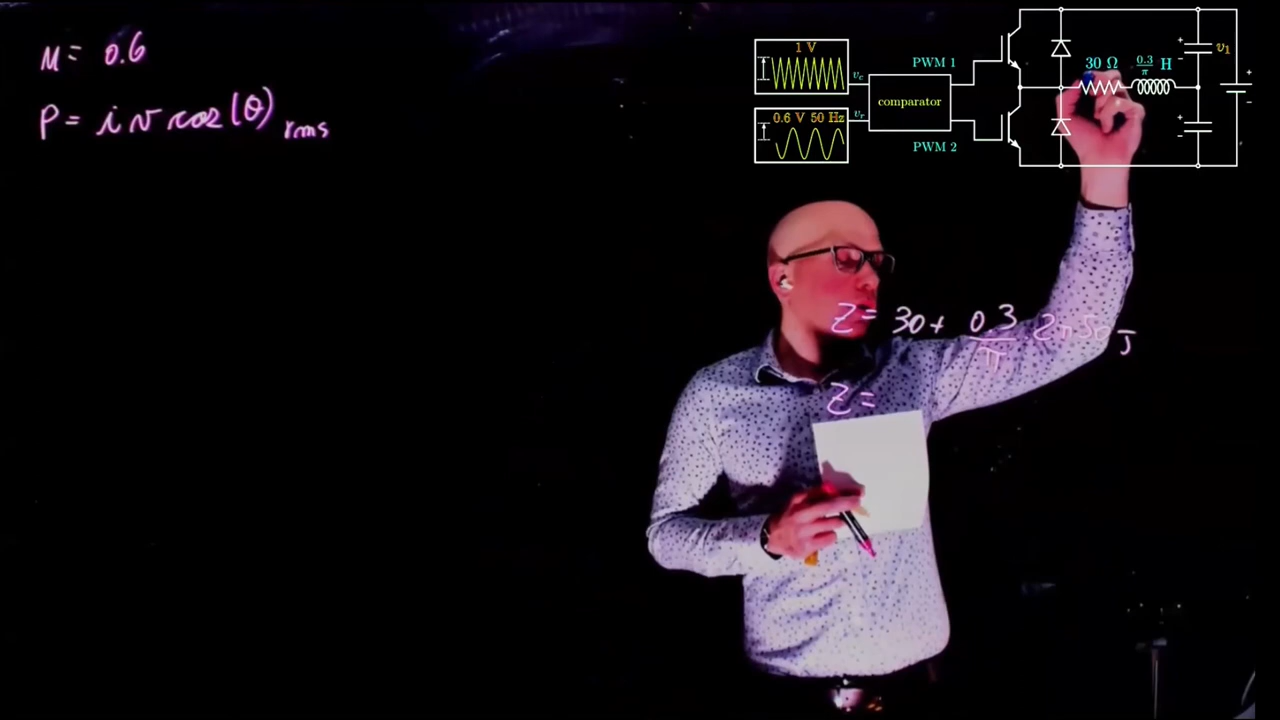 M = 0.6
P = i v cos(θ) rms
1 V
v_c
0.6 V 50 Hz
v_r
comparator
PWM 1
PWM 2
30 Ω
0.3/π H
+
-
v_1
+
-
+
-
Z = 30 + 0.3/π 2π50 j
Z =